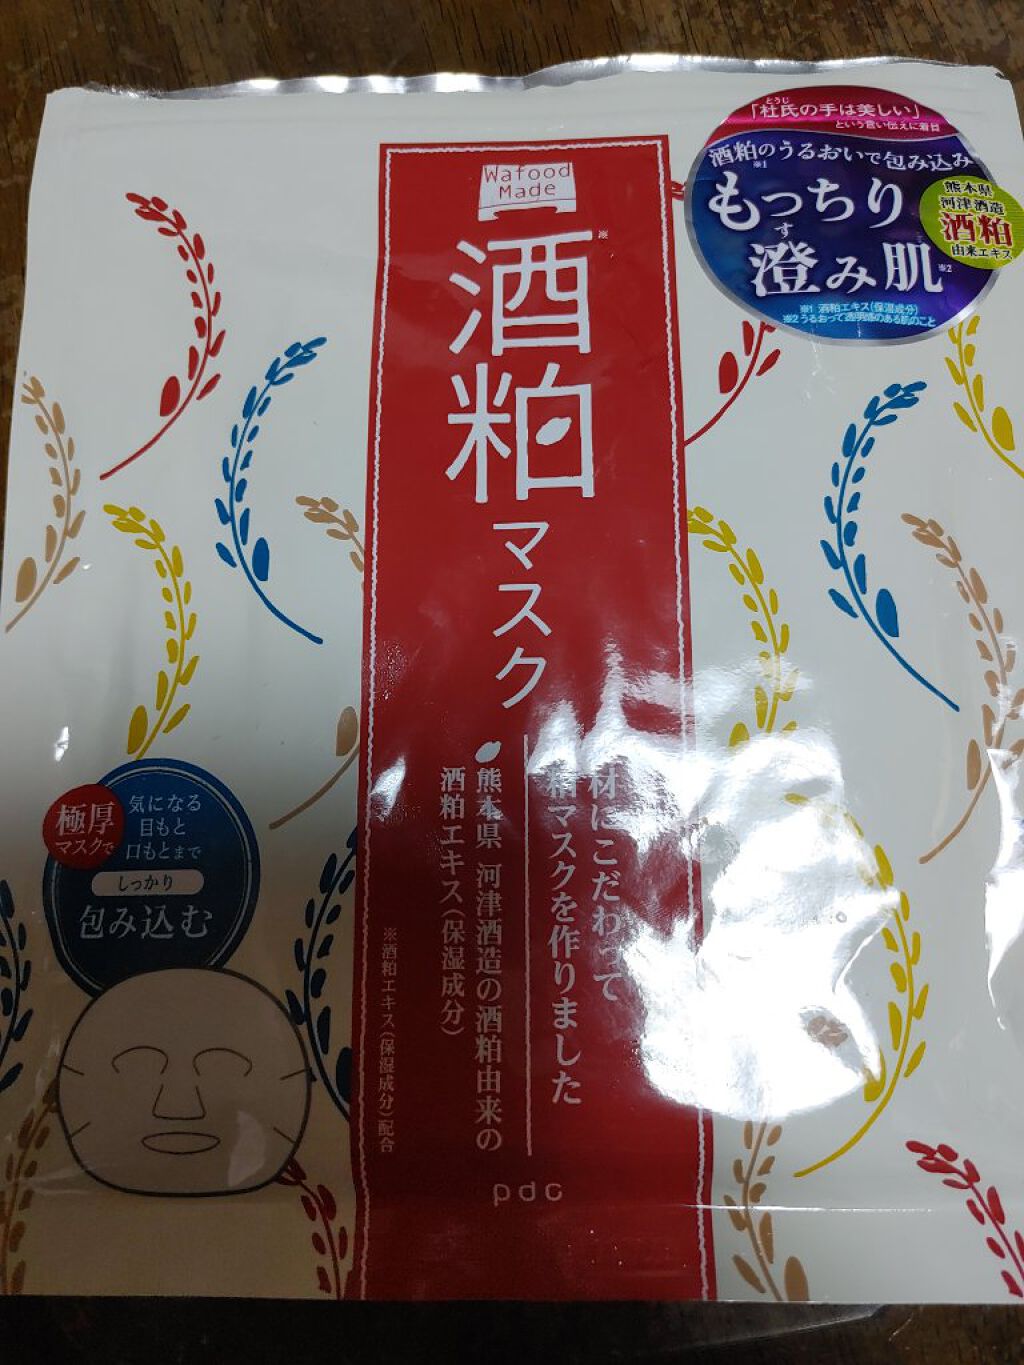 「杜氏の手は美しい」
とうじ
という言い伝えに着目
酒粕のうるおいで包み込み
※1
もっちり
澄み肌
す
※2
※1 酒粕エキス(保湿成分)
※2 うるおって透明感のある肌のこと
熊本県
河津酒造
酒粕
由来エキス
Wafood
Made
酒粕
※
マスク
材にこだわって
粕マスクを作りました
熊本県 河津酒造の酒粕由来の
酒粕エキス(保湿成分)
※酒粕エキス(保湿成分)配合
極厚
マスクで
気になる
目もと
口もとまで
しっかり
包み込む
pdc